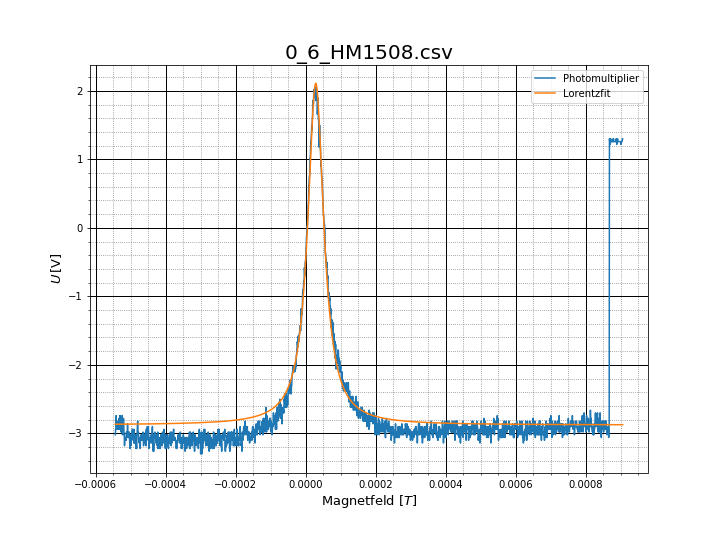 0_6_HM1508.csv
Photomultiplier
Lorentzfit
2
1
0
−1
−2
−3
U[V]
−0.0006 −0.0004 −0.0002 0.0000 0.0002 0.0004 0.0006 0.0008
Magnetfeld [T]